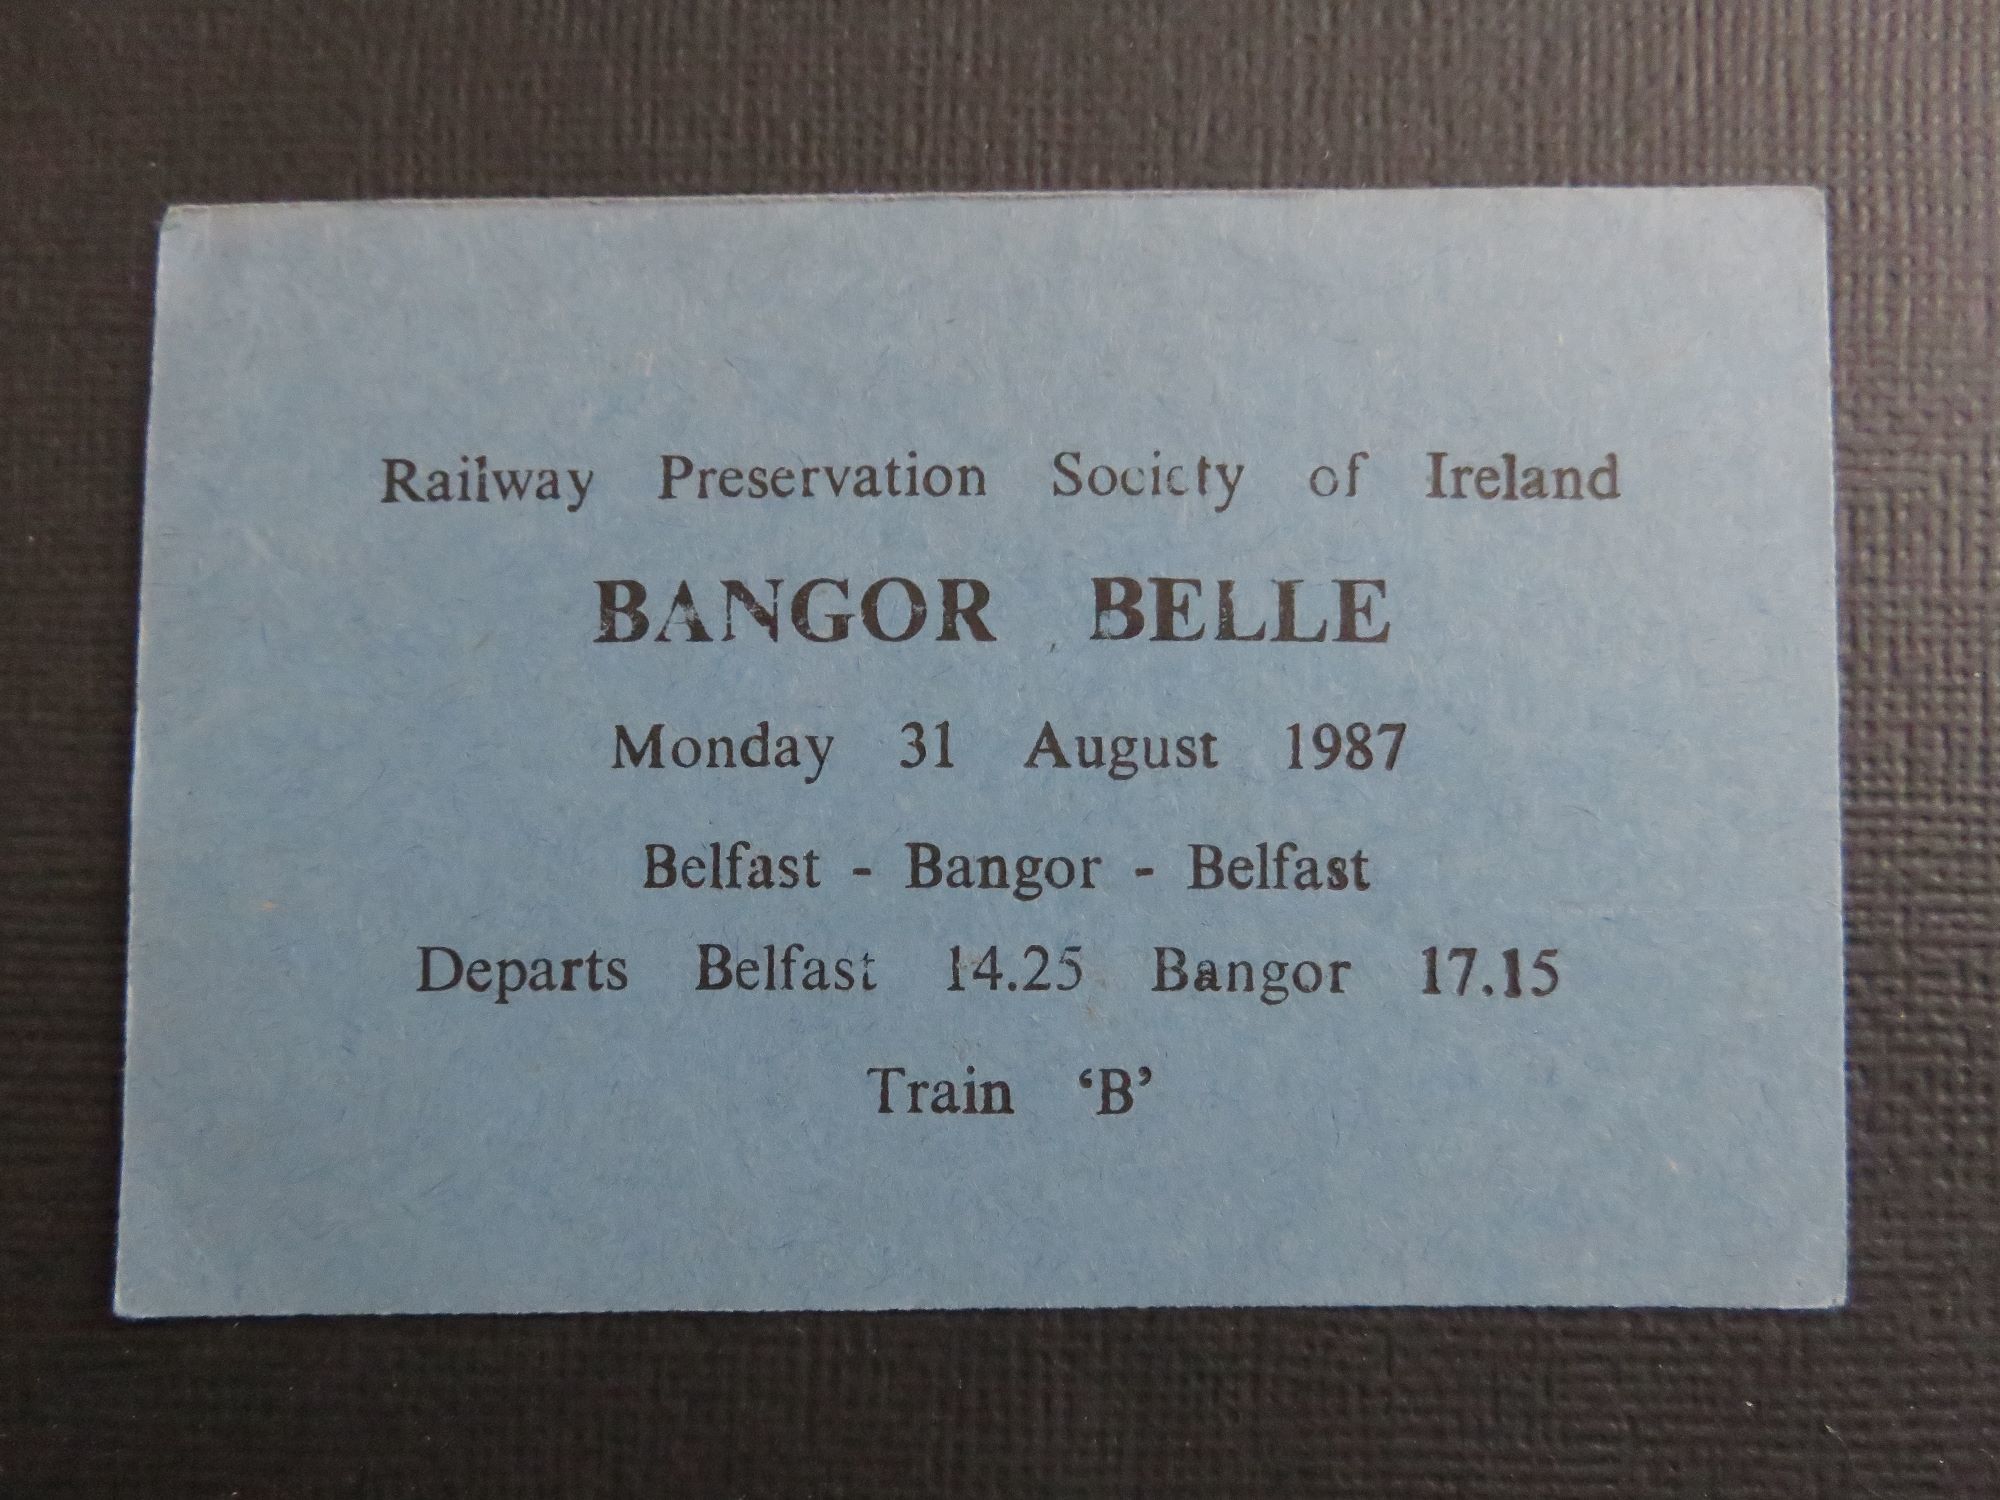 Railway Preservation Society of Ireland
BANGOR BELLE
Monday 31 August 1987
Belfast - Bangor - Belfast
Departs Belfast 14.25 Bangor 17.15
Train ‘B’